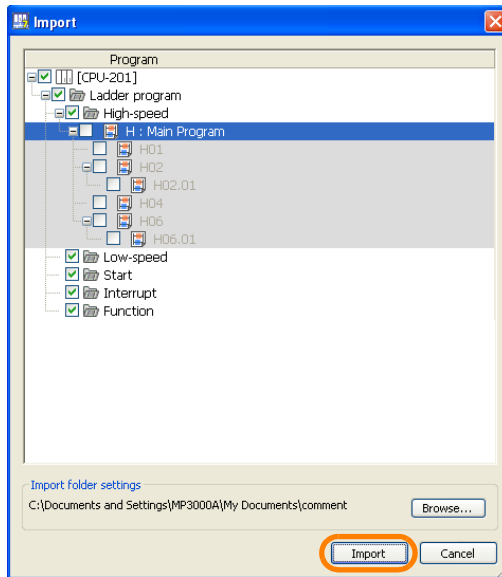 Import
Program
[CPU-201]
Ladder program
High-speed
H : Main Program
H01
H02
H02.01
H04
H06
H06.01
Low-speed
Start
Interrupt
Function
Import folder settings
C:\Documents and Settings\MP3000A\My Documents\comment
Browse...
Import Cancel